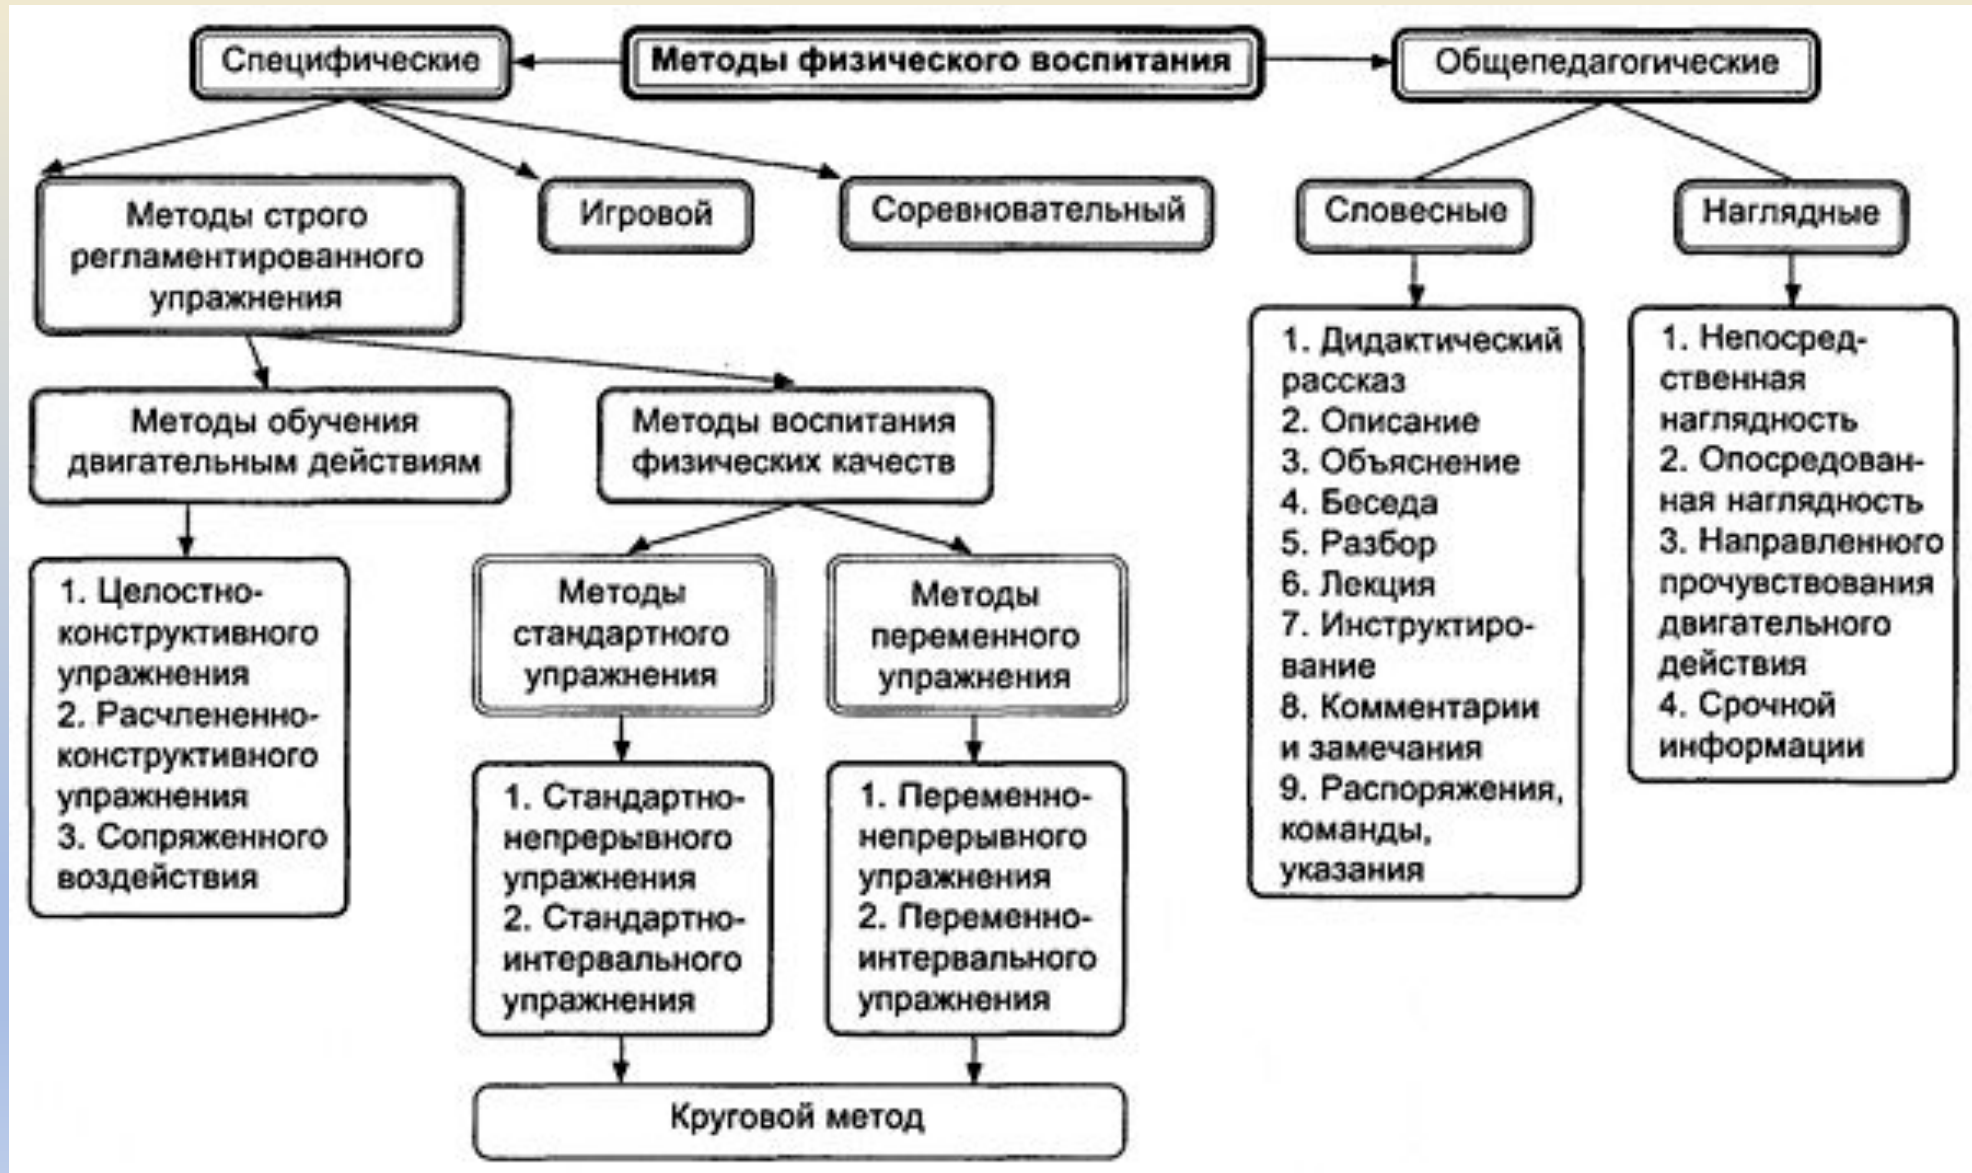 Методы физического воспитания
Специфические
Общепедагогические
Методы строго
регламентированного
упражнения
Игровой
Соревновательный
Словесные
Наглядные
Методы обучения
двигательным действиям
Методы воспитания
физических качеств
1. Целостно-
конструктивного
упражнения
2. Расчлененно-
конструктивного
упражнения
3. Сопряженного
воздействия
Методы
стандартного
упражнения
Методы
переменного
упражнения
1. Стандартно-
непрерывного
упражнения
2. Стандартно-
интервального
упражнения
1. Переменно-
непрерывного
упражнения
2. Переменно-
интервального
упражнения
Круговой метод
1. Дидактический
рассказ
2. Описание
3. Объяснение
4. Беседа
5. Разбор
6. Лекция
7. Инструктиро-
вание
8. Комментарии
и замечания
9. Распоряжения,
команды,
указания
1. Непосред-
ственная
наглядность
2. Опосредован-
ная наглядность
3. Направленного
прочувствования
двигательного
действия
4. Срочной
информации